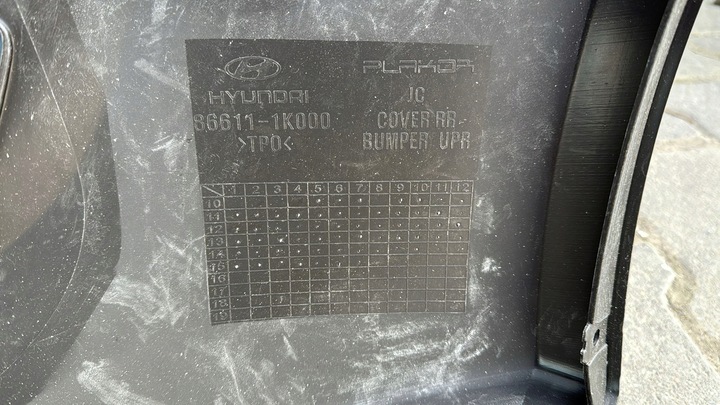 HYUNDAI
86611-1K000
>TPO<
PLAKOR
JC
COVER RR-
BUMPER UPR
1 2 3 4 5 6 7 8 9 10 11 12
10
11
12
13
14
15
16
17
18
19